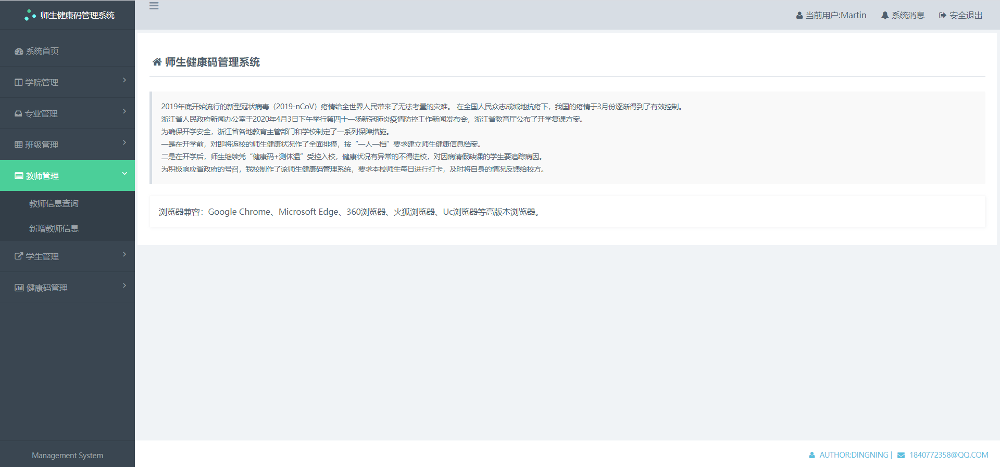 师生健康码管理系统
当前用户:Martin
系统消息
安全退出
系统首页
学院管理
专业管理
班级管理
教师管理
教师信息查询
新增教师信息
学生管理
健康码管理
Management System
师生健康码管理系统
2019年底开始流行的新型冠状病毒（2019-nCoV）疫情给全世界人民带来了无法考量的灾难。 在全国人民众志成城地抗疫下，我国的疫情于3月份逐渐得到了有效控制。
浙江省人民政府新闻办公室于2020年4月3日下午举行第四十一场新冠肺炎疫情防控工作新闻发布会，浙江省教育厅公布了开学复课方案。
为确保开学安全，浙江省各地教育主管部门和学校制定了一系列保障措施。
一是在开学前，对即将返校的师生健康状况作了全面排摸，按“一人一档”要求建立师生健康信息档案。
二是在开学后，师生继续凭“健康码+测体温”受控入校，健康状况有异常的不得进校，对因病请假缺课的学生要追踪病因。
为积极响应省政府的号召，我校制作了该师生健康码管理系统，要求本校师生每日进行打卡，及时将自身的情况反馈给校方。
浏览器兼容：Google Chrome、Microsoft Edge、360浏览器、火狐浏览器、Uc浏览器等高版本浏览器。
AUTHOR:DINGNING | 1840772358@QQ.COM